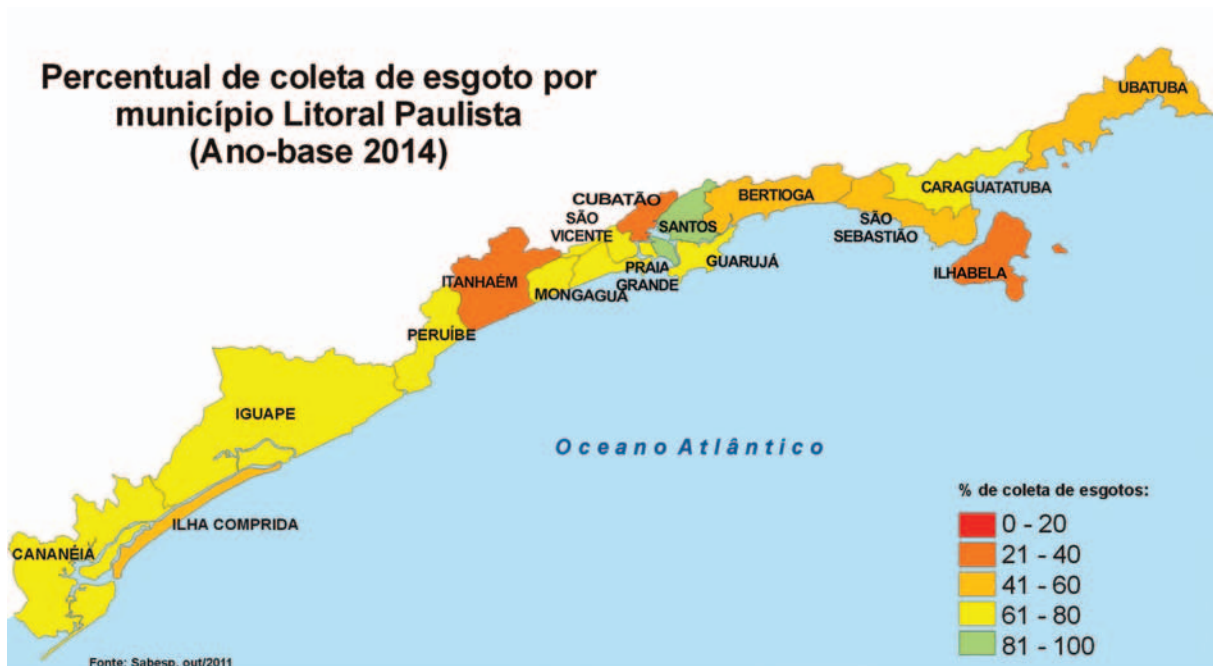 Percentual de coleta de esgoto por
município Litoral Paulista
(Ano-base 2014)
UBATUBA
CARAGUATATUBA
BERTIOGA
CUBATÃO
SÃO
VICENTE
SANTOS
SÃO
SEBASTIÃO
GUARUJÁ
PRAIA
GRANDE
ILHABELA
ITANHAÉM
MONGAGUÁ
PERUÍBE
IGUAPE
Oceano Atlântico
ILHA COMPRIDA
CANANÉIA
% de coleta de esgotos:
0 - 20
21 - 40
41 - 60
61 - 80
81 - 100
Fonte: Sabesp, out/2011